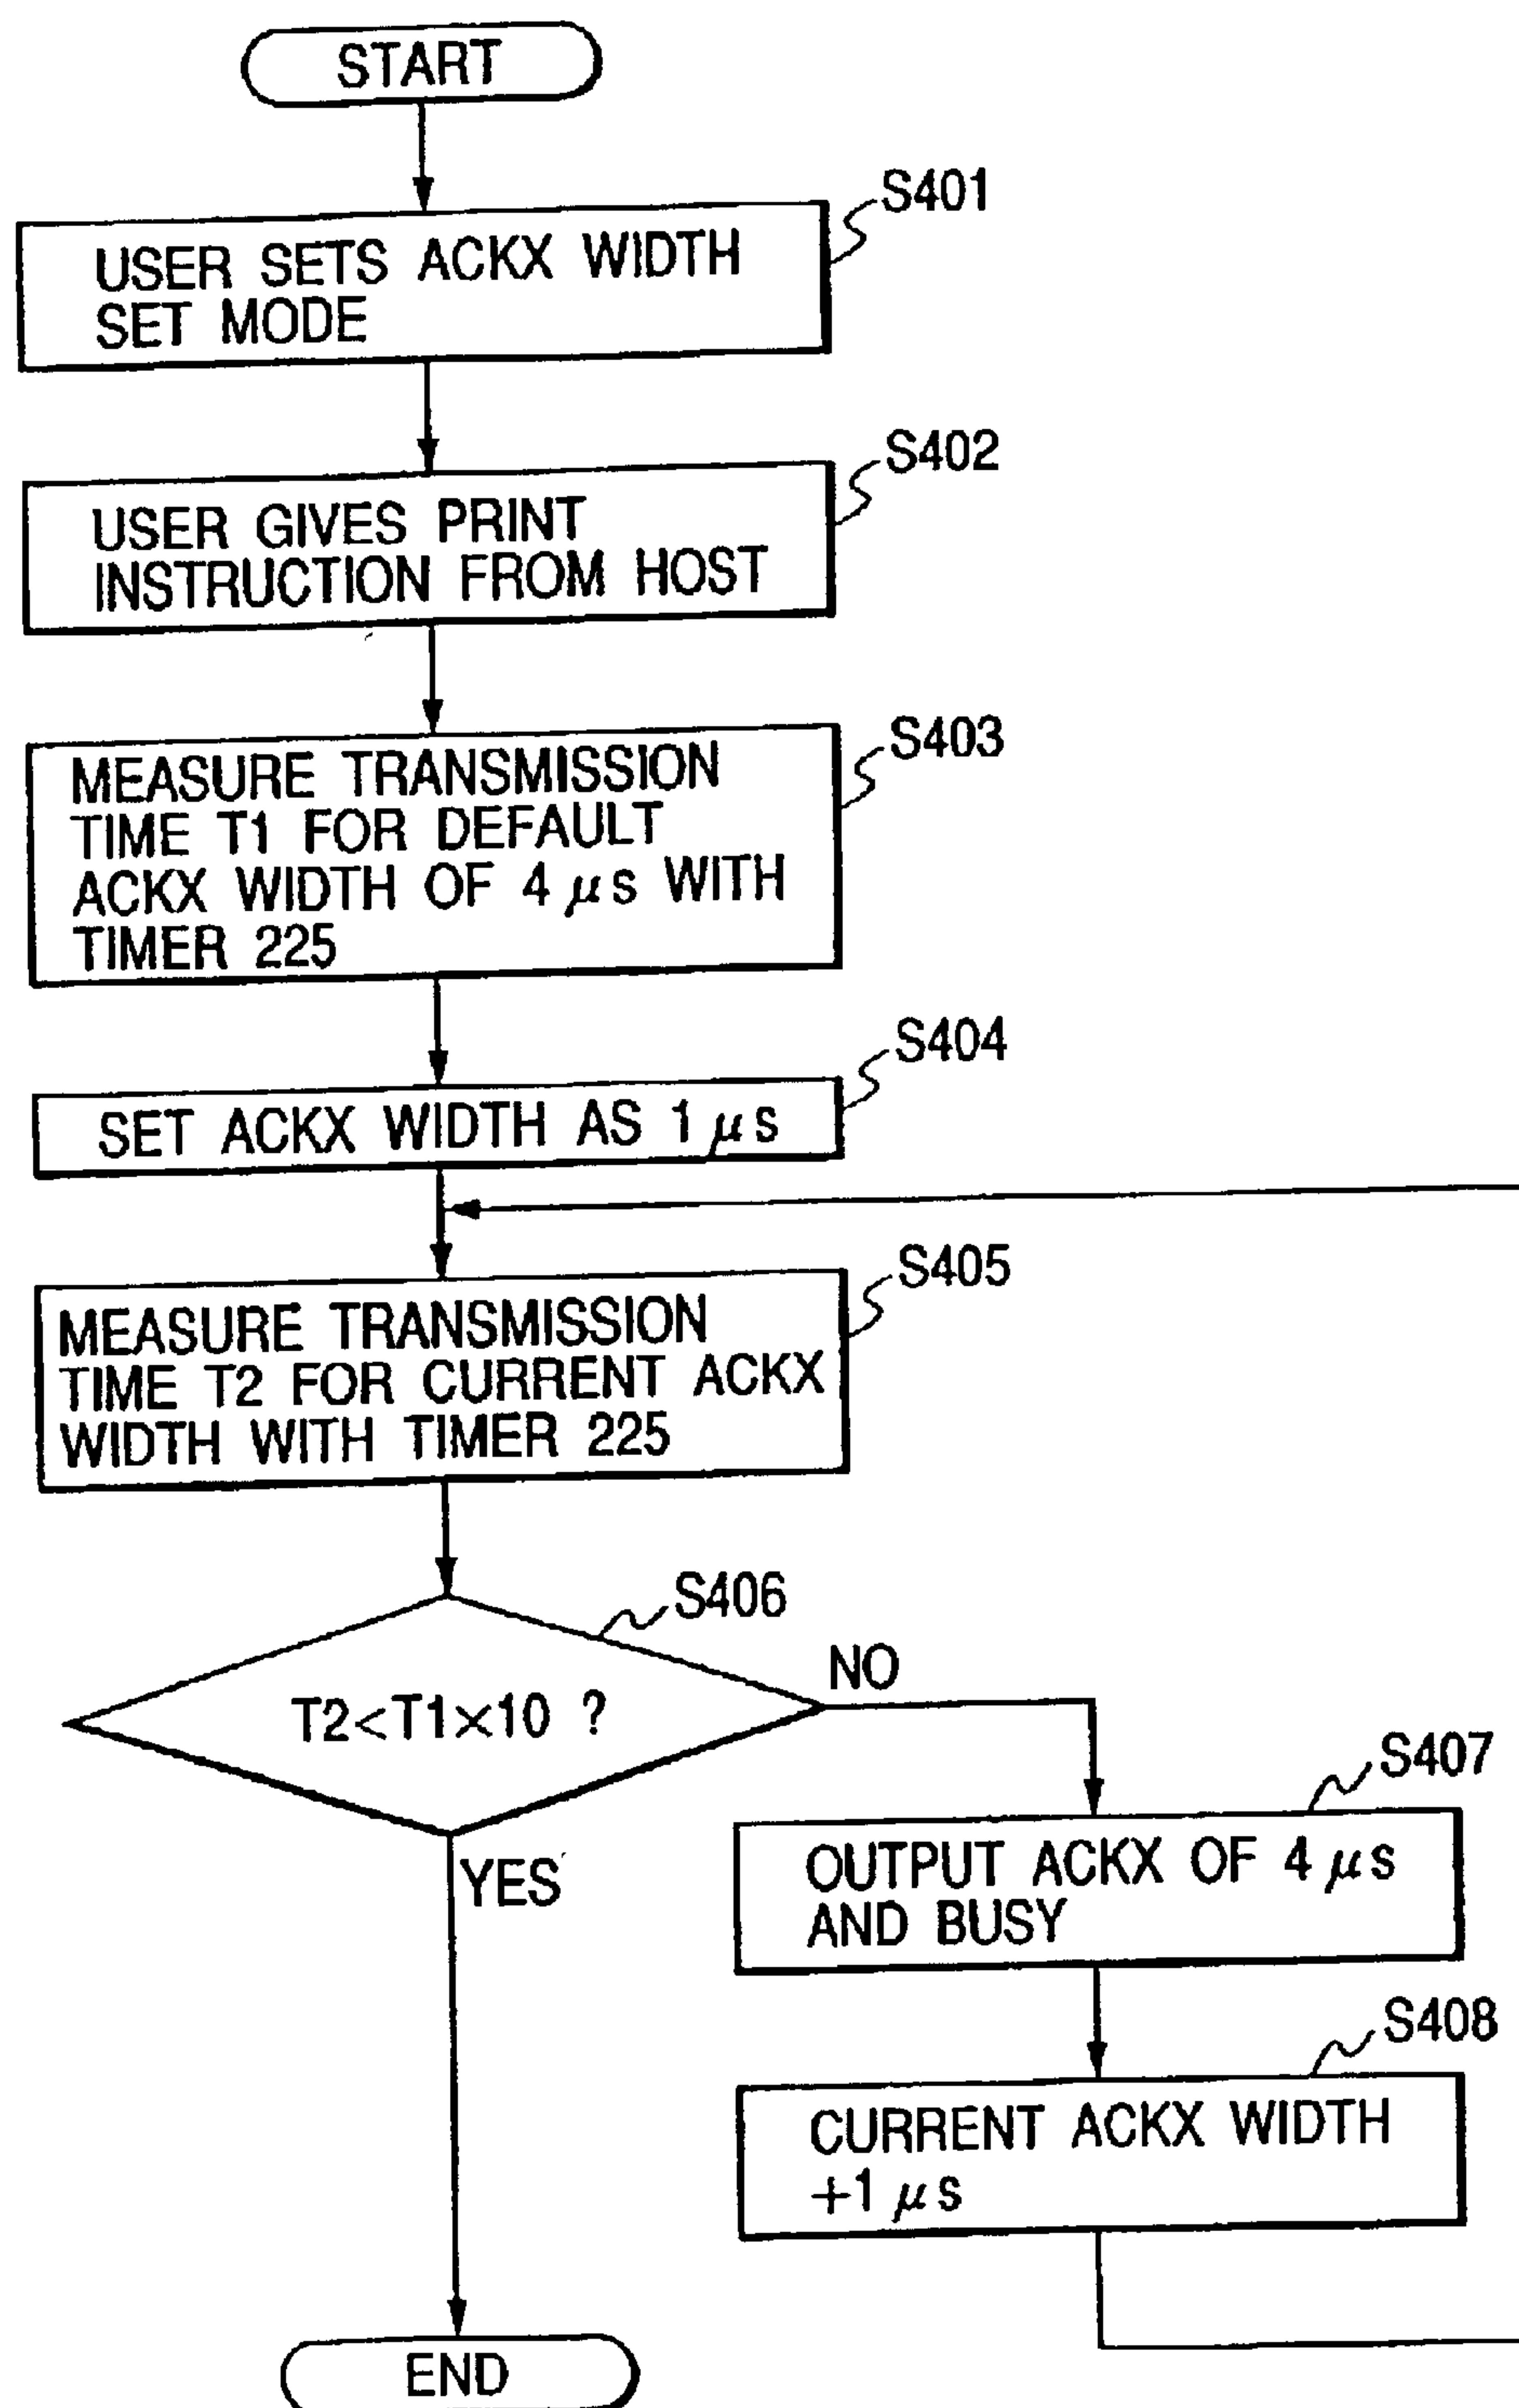 START
S401
USER SETS ACKX WIDTH
SET MODE
S402
USER GIVES PRINT
INSTRUCTION FROM HOST
S403
MEASURE TRANSMISSION
TIME T1 FOR DEFAULT
ACKX WIDTH OF 4 μs WITH
TIMER 225
S404
SET ACKX WIDTH AS 1 μs
S405
MEASURE TRANSMISSION
TIME T2 FOR CURRENT ACKX
WIDTH WITH TIMER 225
S406
T2<T1×10 ?
NO
YES
S407
OUTPUT ACKX OF 4 μs
AND BUSY
S408
CURRENT ACKX WIDTH
+1 μs
END